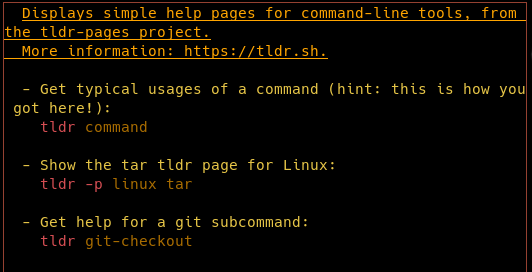 Displays simple help pages for command-line tools, from
the tldr-pages project.
More information: https://tldr.sh.
- Get typical usages of a command (hint: this is how you
got here!):
tldr command
- Show the tar tldr page for Linux:
tldr -p linux tar
- Get help for a git subcommand:
tldr git-checkout